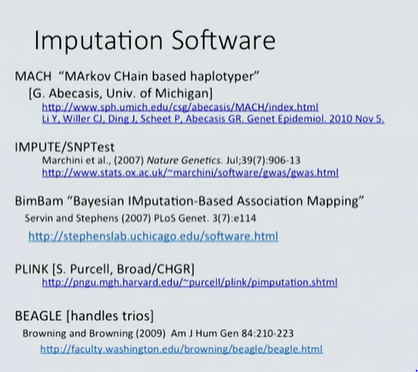 Imputation Software
MACH "MArkov CHain based haplotyper"
[G. Abecasis, Univ. of Michigan]
http://www.sph.umich.edu/csg/abecasis/MACH/index.html
Li Y, Willer CJ, Ding J, Scheet P, Abecasis GR. Genet Epidemiol. 2010 Nov 5.
IMPUTE/SNPTest
Marchini et al., (2007) Nature Genetics. Jul;39(7):906-13
http://www.stats.ox.ac.uk/~marchini/software/gwas/gwas.html
BimBam "Bayesian IMputation-Based Association Mapping"
Servin and Stephens (2007) PLoS Genet. 3(7):e114
http://stephenslab.uchicago.edu/software.html
PLINK [S. Purcell, Broad/CHGR]
http://pngu.mgh.harvard.edu/~purcell/plink/pimputation.shtml
BEAGLE [handles trios]
Browning and Browning (2009) Am J Hum Gen 84:210-223
http://faculty.washington.edu/browning/beagle/beagle.html